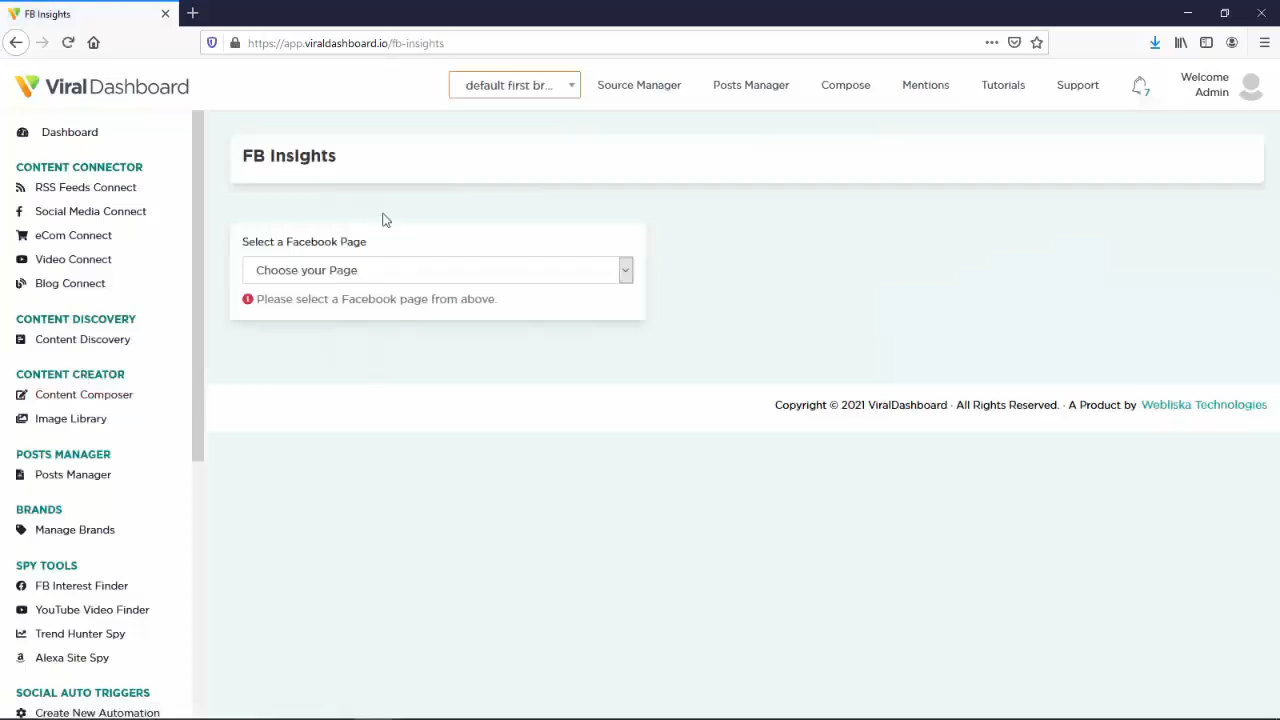 FB Insights
https://app.viraldashboard.io/fb-insights
ViralDashboard
default first br...
Source Manager
Posts Manager
Compose
Mentions
Tutorials
Support
7
Welcome
Admin
Dashboard
CONTENT CONNECTOR
RSS Feeds Connect
Social Media Connect
eCom Connect
Video Connect
Blog Connect
CONTENT DISCOVERY
Content Discovery
CONTENT CREATOR
Content Composer
Image Library
POSTS MANAGER
Posts Manager
BRANDS
Manage Brands
SPY TOOLS
FB Interest Finder
YouTube Video Finder
Trend Hunter Spy
Alexa Site Spy
SOCIAL AUTO TRIGGERS
Create New Automation
FB Insights
Select a Facebook Page
Choose your Page
Please select a Facebook page from above.
Copyright © 2021 ViralDashboard · All Rights Reserved. · A Product by Webliska Technologies